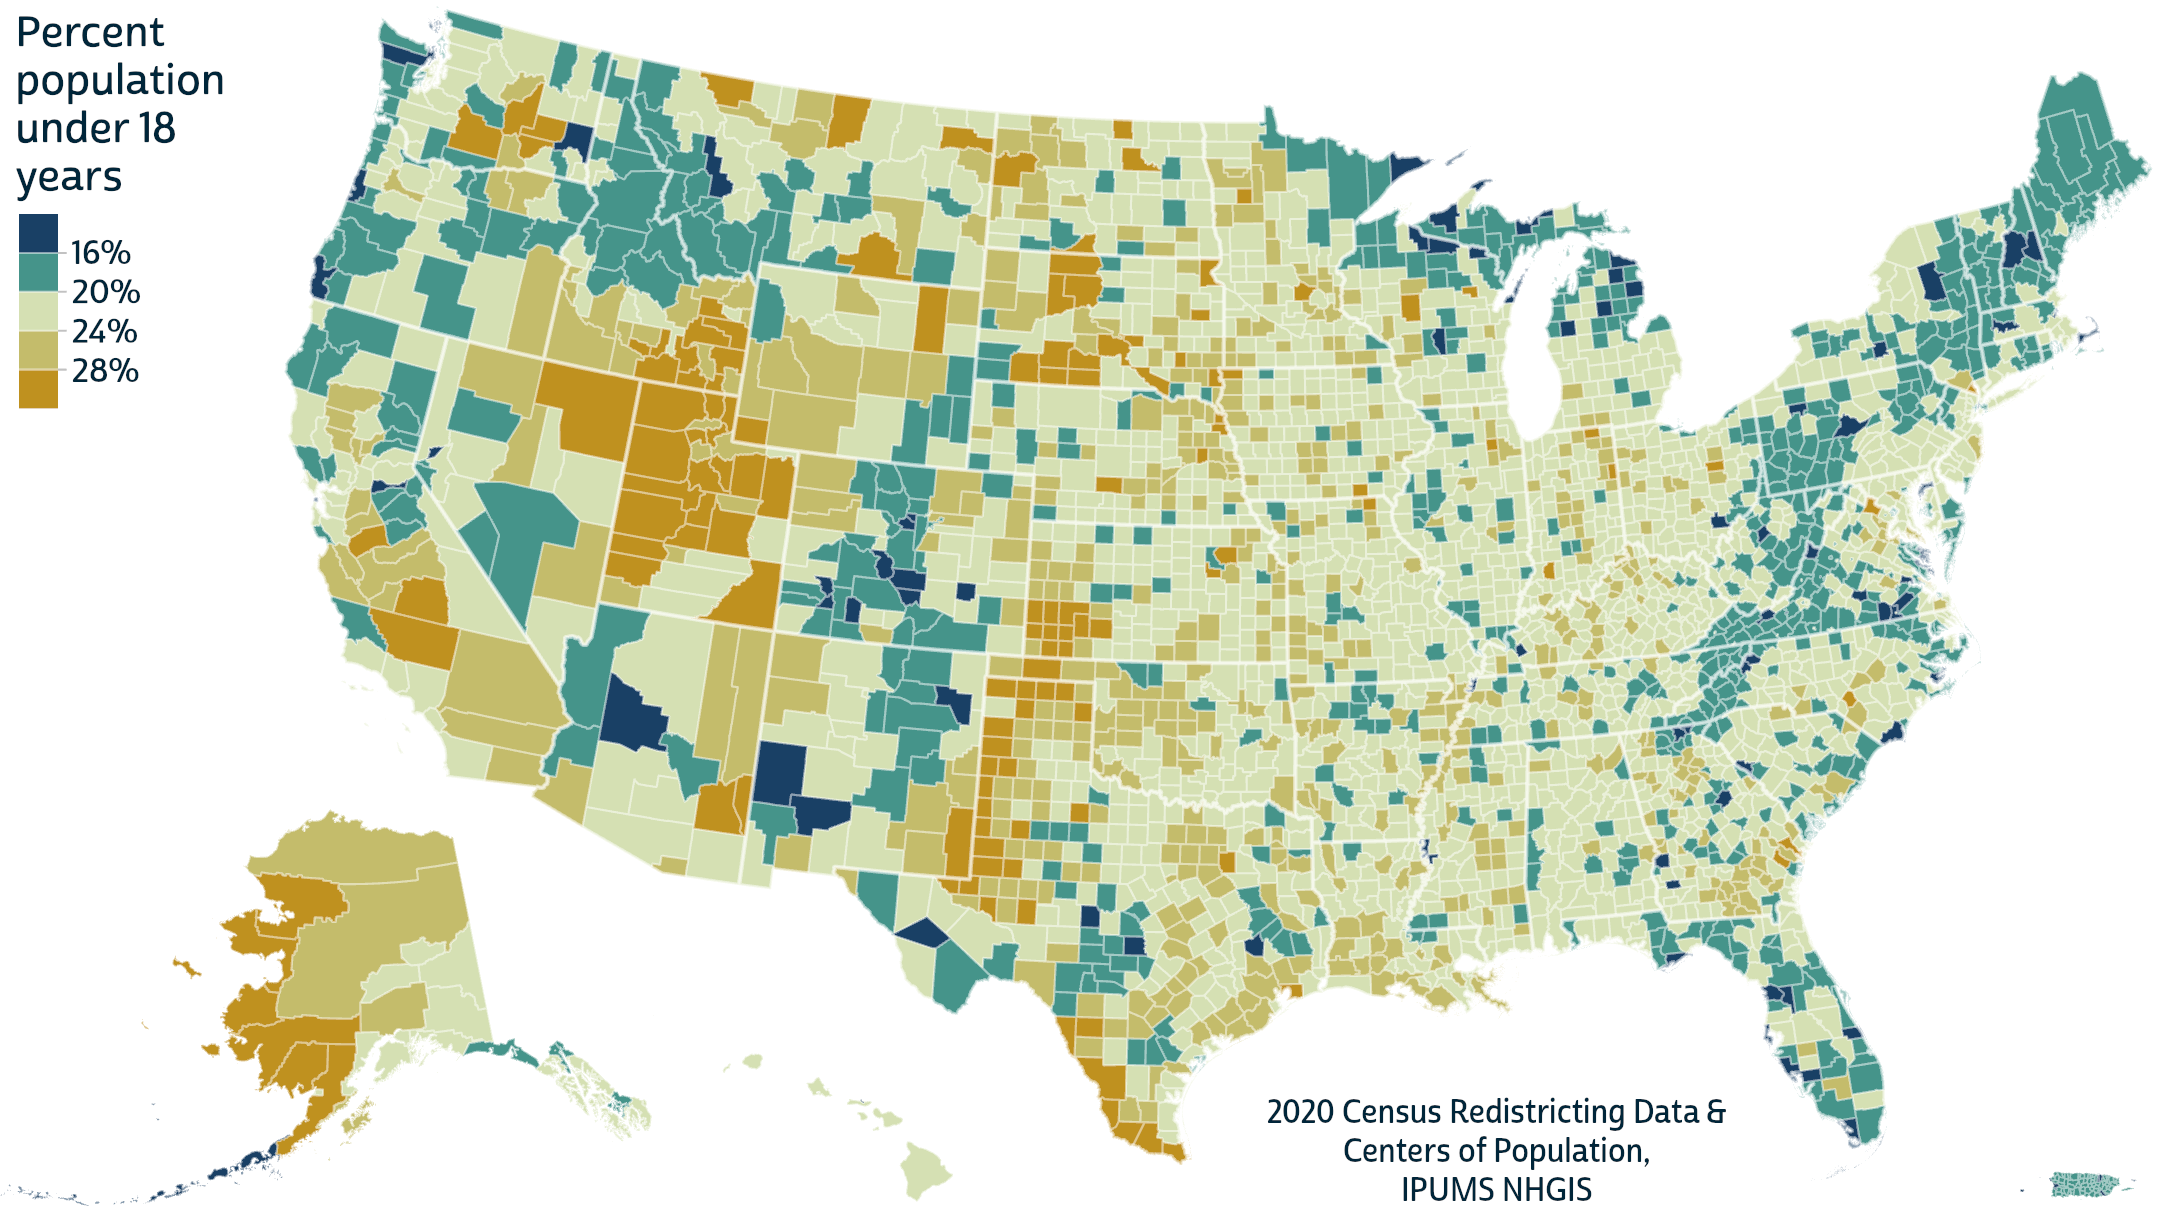 Percent
population
under 18
years
16%
20%
24%
28%
2020 Census Redistricting Data &
Centers of Population,
IPUMS NHGIS